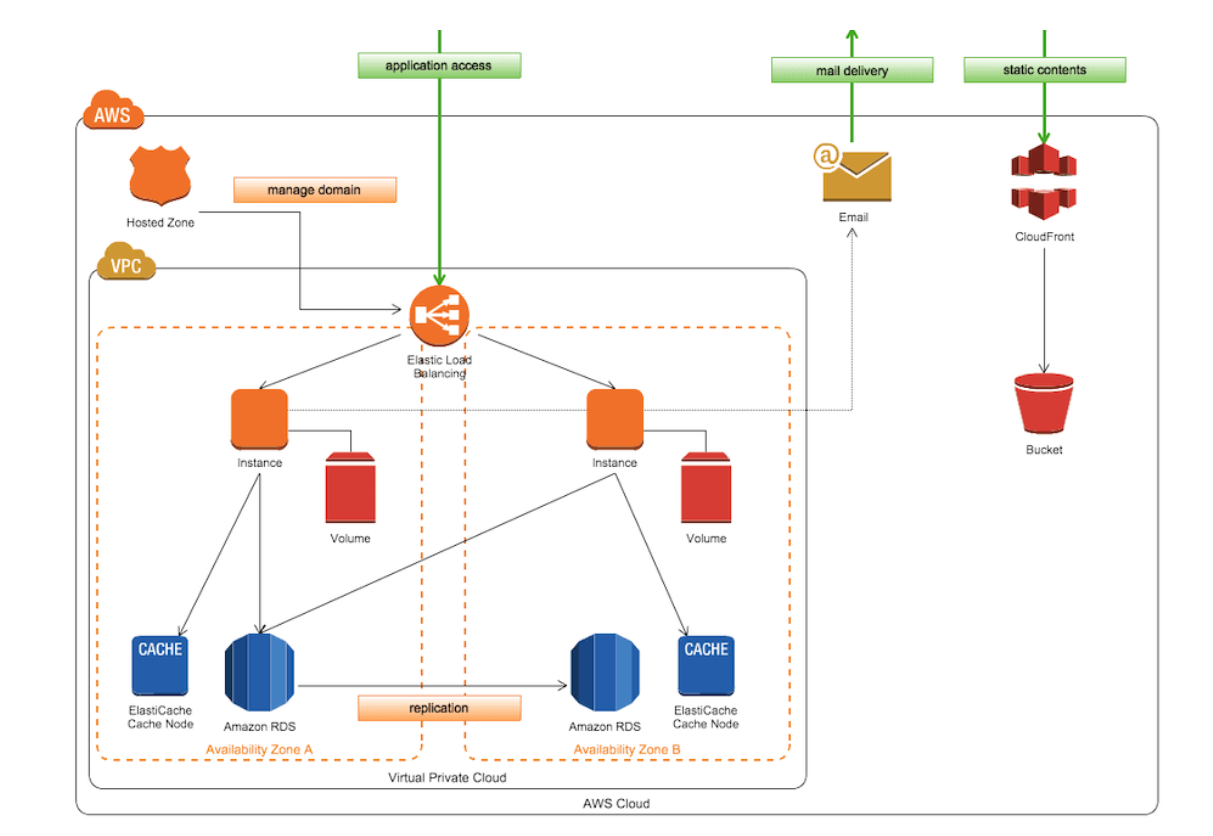 application access
mail delivery
static contents
AWS
manage domain
Hosted Zone
@
Email
CloudFront
VPC
Elastic Load
Balancing
Instance
Instance
Bucket
Volume
Volume
CACHE
CACHE
ElastiCache
Cache Node
Amazon RDS
replication
Amazon RDS
ElastiCache
Cache Node
Availability Zone A
Availability Zone B
Virtual Private Cloud
AWS Cloud